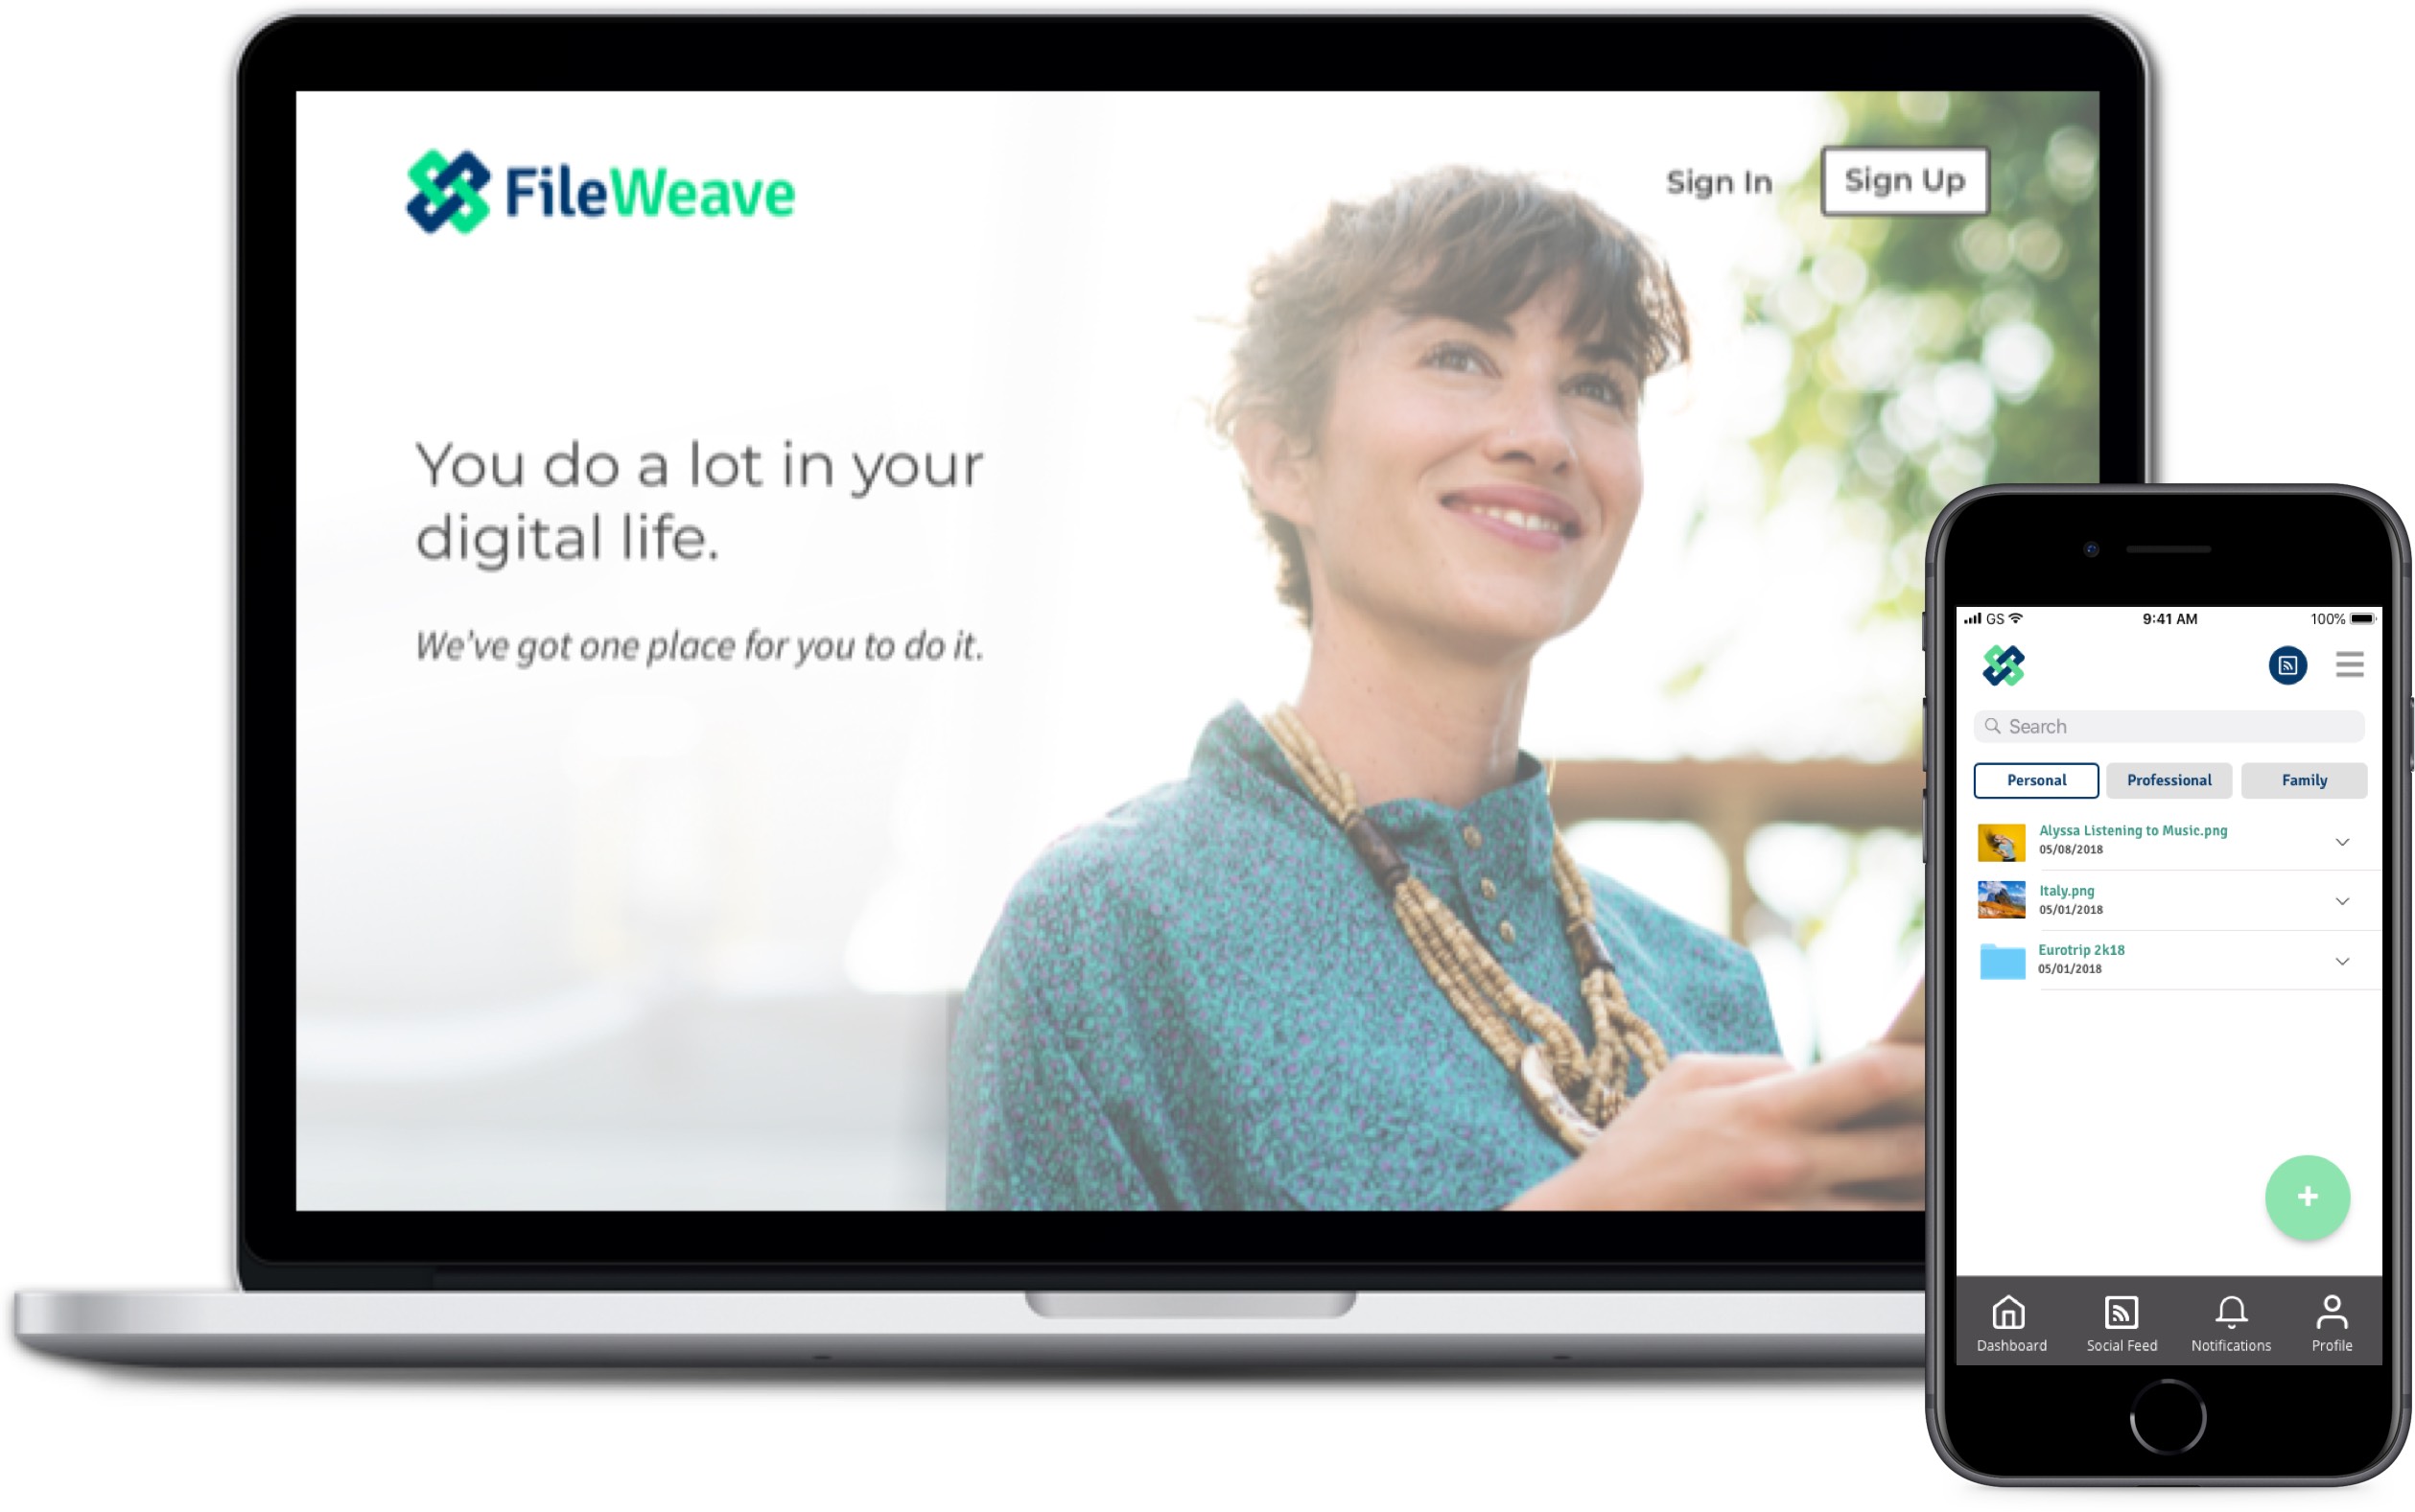 FileWeave
Sign In
Sign Up
You do a lot in your
digital life.
We've got one place for you to do it.
GS
9:41 AM
100%
Search
Personal
Professional
Family
Alyssa Listening to Music.png
05/08/2018
Italy.png
05/01/2018
Eurotrip 2k18
05/01/2018
+
Dashboard
Social Feed
Notifications
Profile